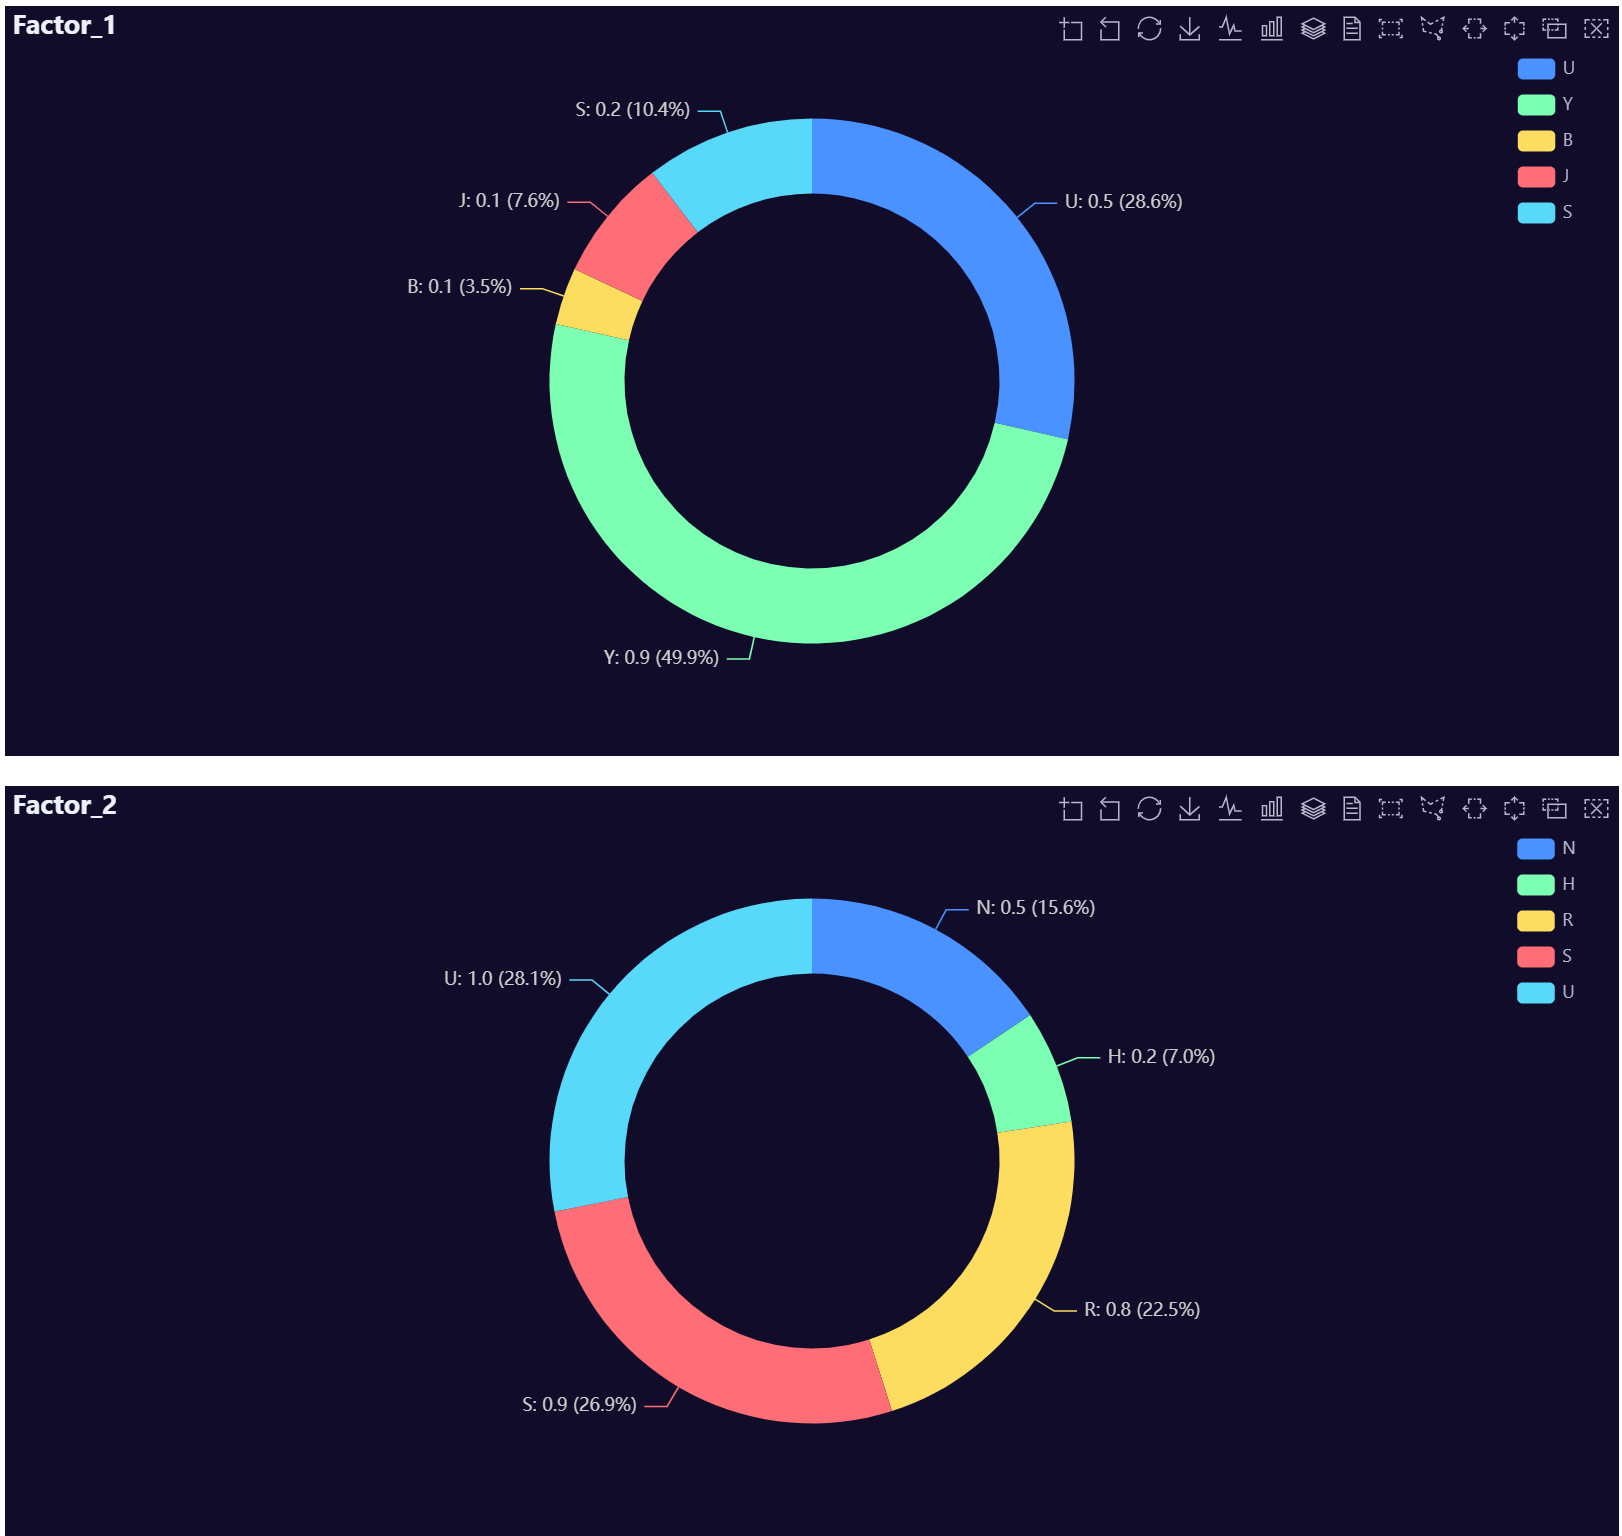 Factor_1
U
Y
B
J
S
S: 0.2 (10.4%)
J: 0.1 (7.6%)
U: 0.5 (28.6%)
B: 0.1 (3.5%)
Y: 0.9 (49.9%)
Factor_2
N
H
R
S
U
N: 0.5 (15.6%)
U: 1.0 (28.1%)
H: 0.2 (7.0%)
R: 0.8 (22.5%)
S: 0.9 (26.9%)